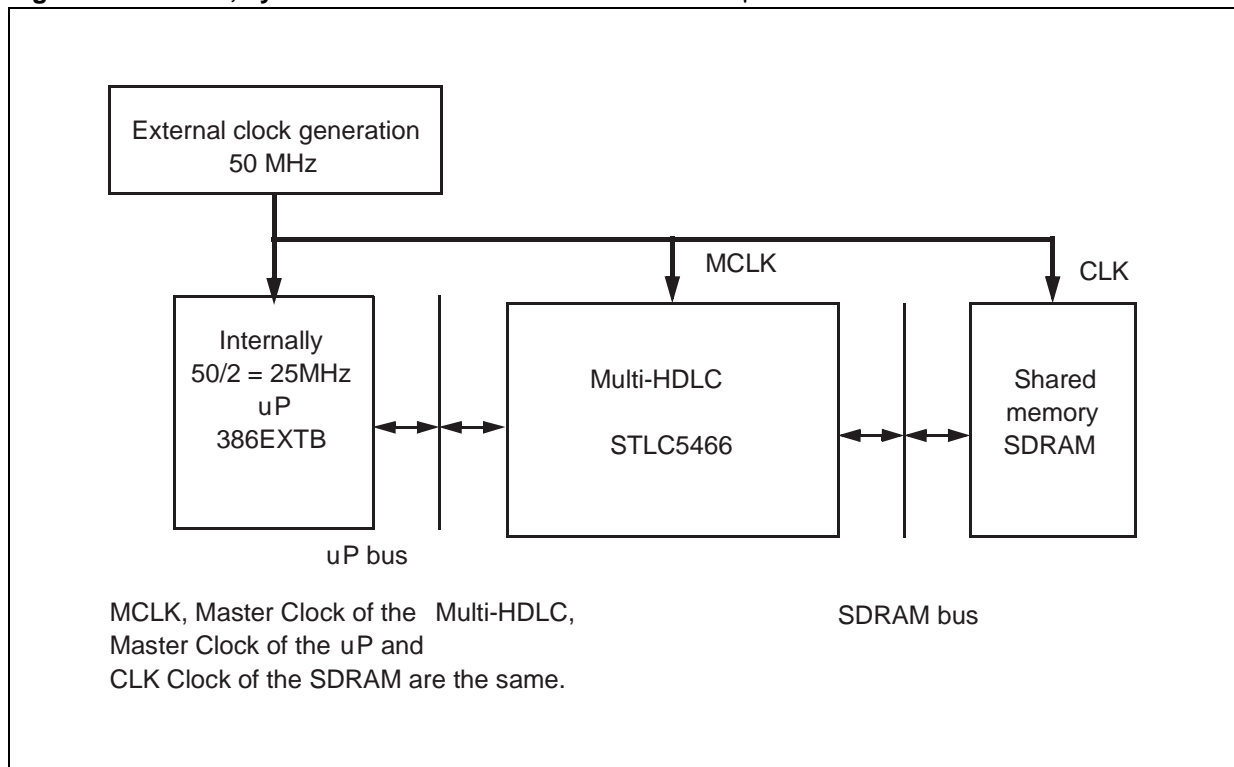 External clock generation
50 MHz
MCLK
CLK
Internally
50/2 = 25MHz
uP
386EXTB
Multi-HDLC
STLC5466
Shared
memory
SDRAM
uP bus
SDRAM bus
MCLK, Master Clock of the Multi-HDLC,
Master Clock of the uP and
CLK Clock of the SDRAM are the same.